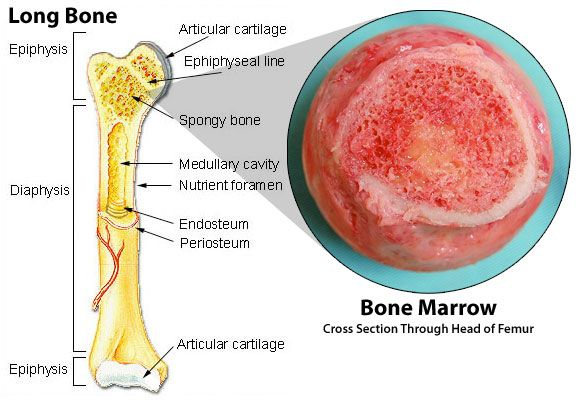 Long Bone
Epiphysis
Articular cartilage
Ephiphyseal line
Spongy bone
Diaphysis
Medullary cavity
Nutrient foramen
Endosteum
Periosteum
Articular cartilage
Epiphysis
Bone Marrow
Cross Section Through Head of Femur